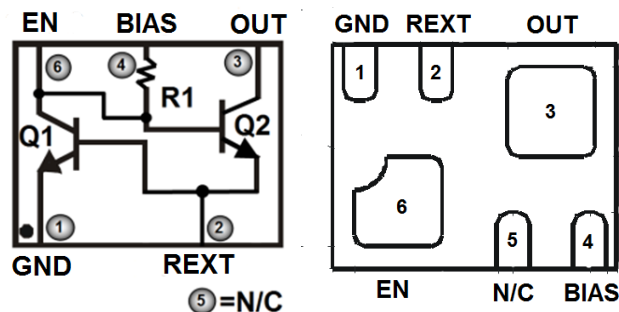 EN BIAS OUT
6 4 3
R1
Q1 Q2
1 2
GND REXT
5 =N/C
GND REXT OUT
1 2
3
6
5 4
EN N/C BIAS